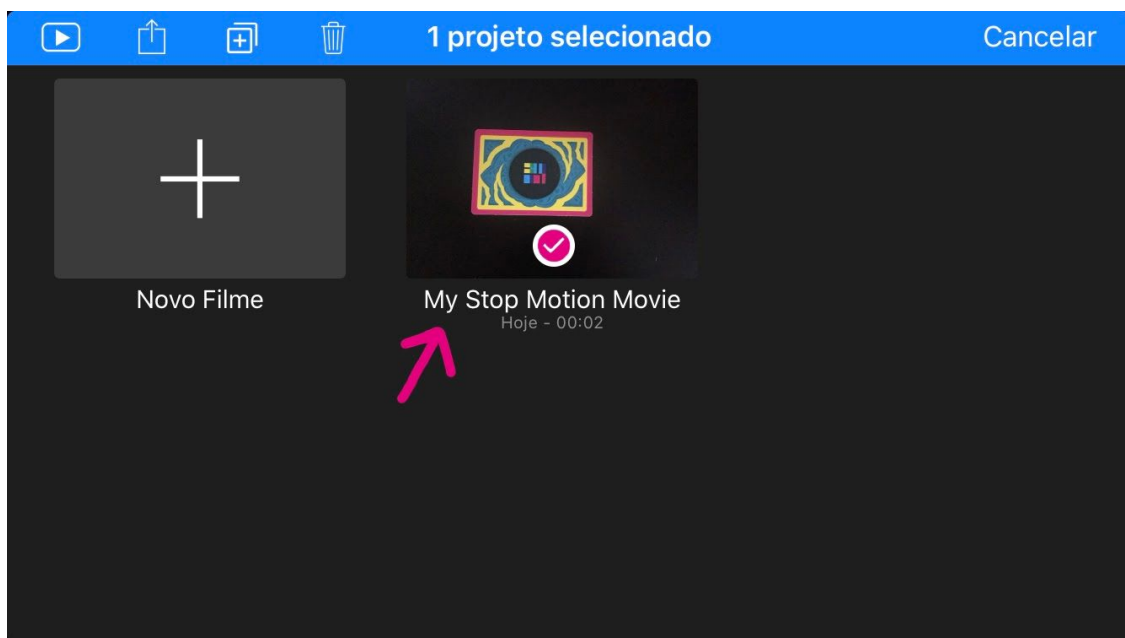 1 projeto selecionado
Cancelar
Novo Filme
My Stop Motion Movie
Hoje - 00:02